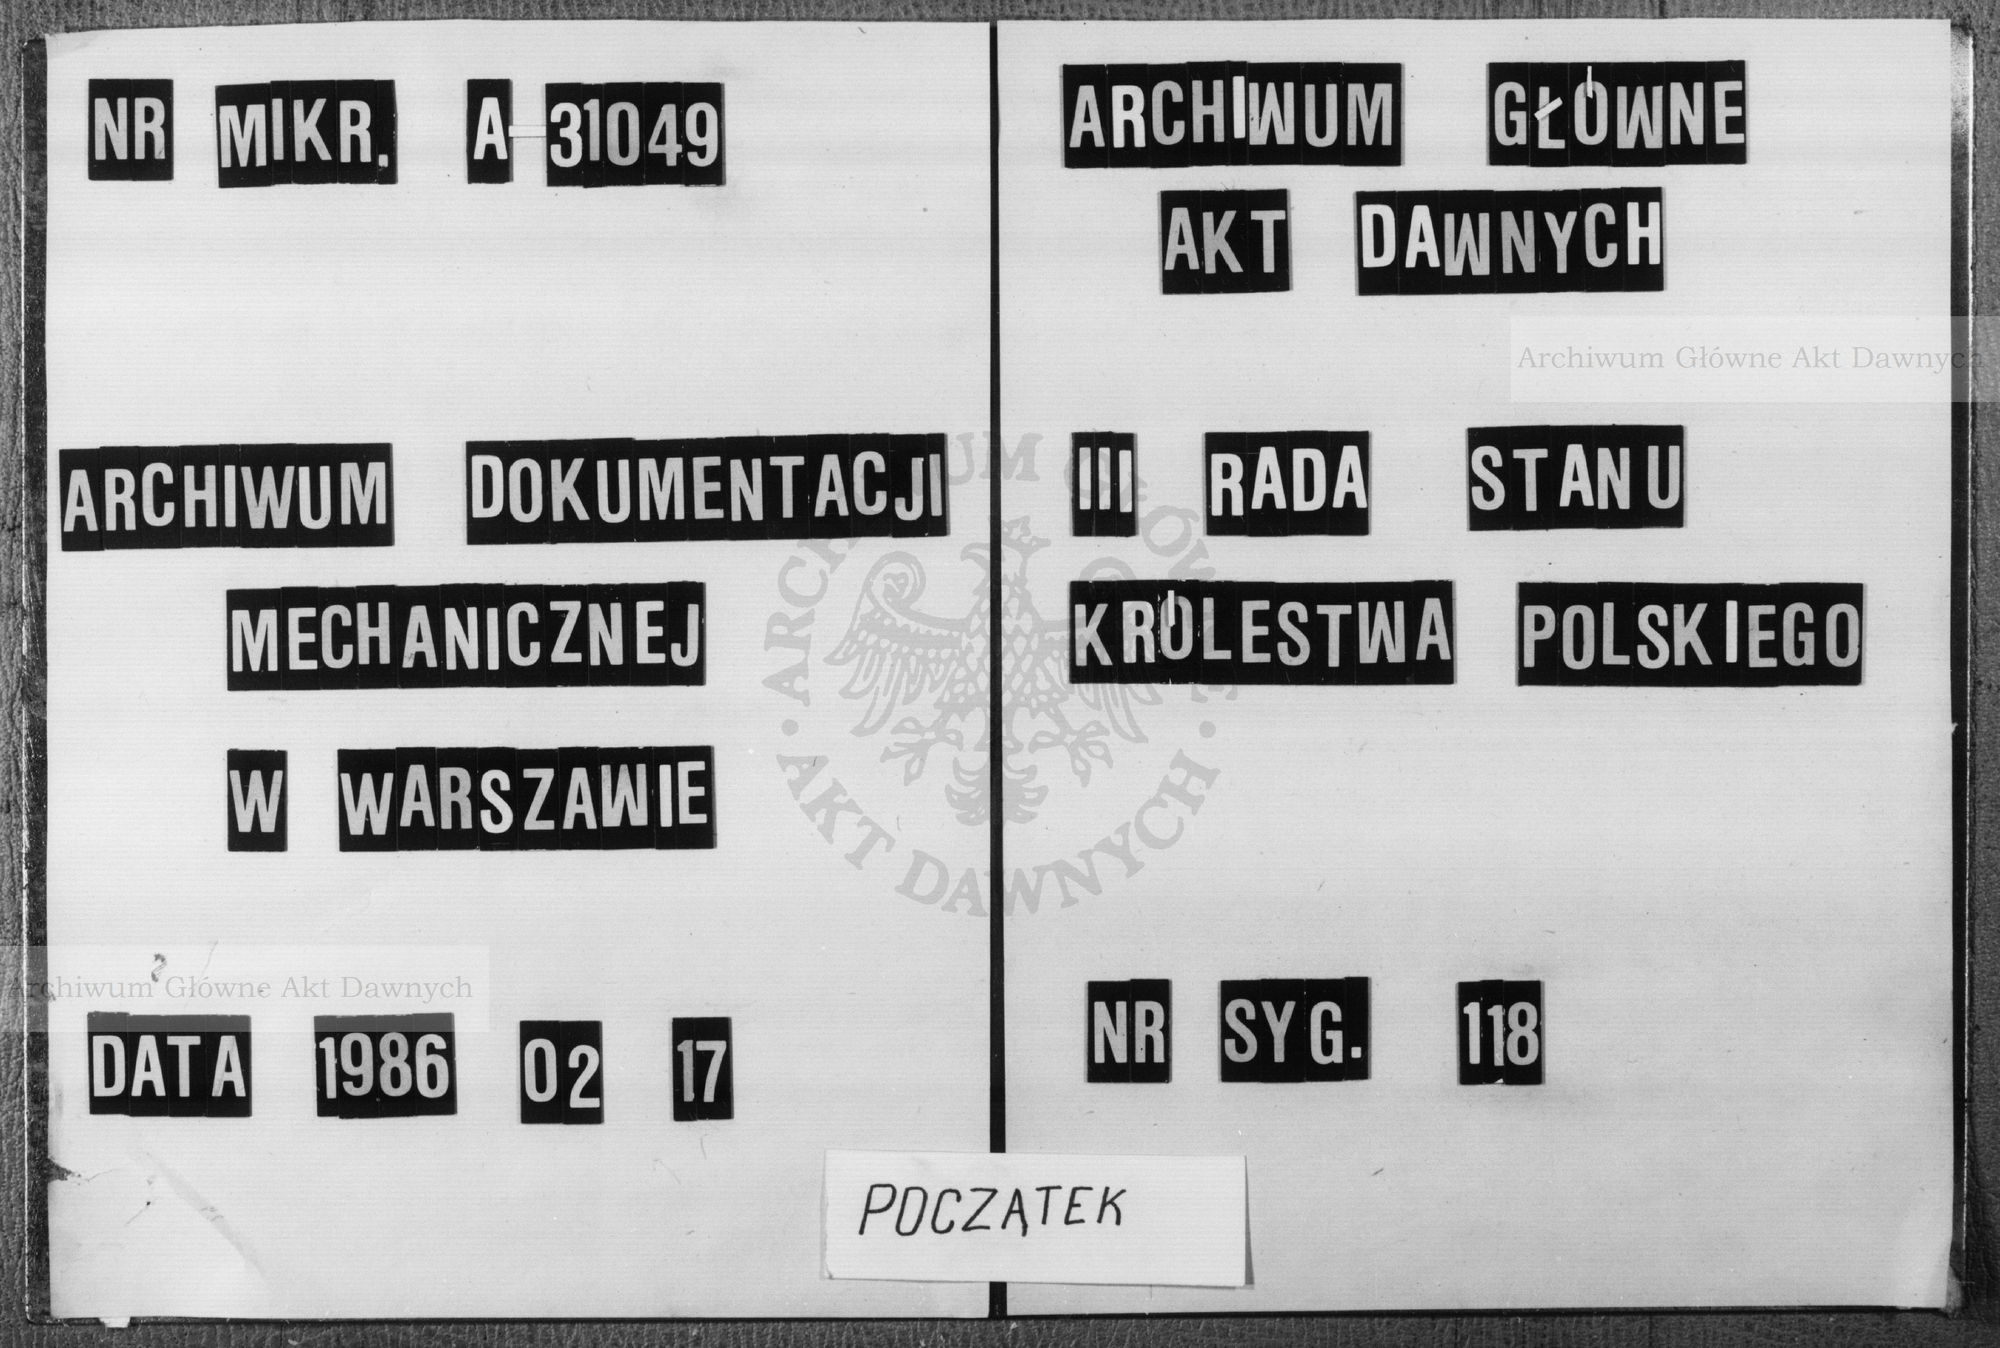 NR MIKR. A-31049
ARCHIWUM DOKUMENTACJI
MECHANICZNEJ
W WARSZAWIE
DATA 1986 02 17
ARCHIWUM GŁÓWNE
AKT DAWNYCH
III RADA STANU
KRÓLESTWA POLSKIEGO
NR SYG. 118
POCZĄTEK
Archiwum Główne Akt Dawnych
Archiwum Główne Akt Dawnych
ARCHIWUM GŁÓWNE
AKT DAWNYCH